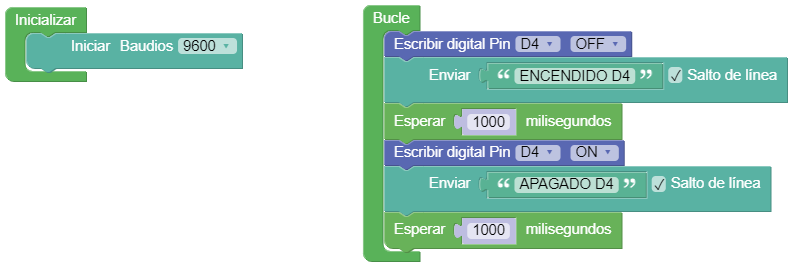 Inicializar
Iniciar Baudios 9600
Bucle
Escribir digital Pin D4 OFF
Enviar “ ENCENDIDO D4 ” Salto de línea
Esperar 1000 milisegundos
Escribir digital Pin D4 ON
Enviar “ APAGADO D4 ” Salto de línea
Esperar 1000 milisegundos